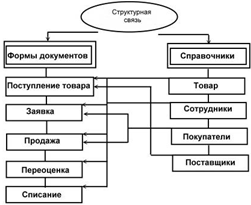 Структурная
связь
Формы документов
Справочники
Поступление товара
Товар
Заявка
Сотрудники
Продажа
Покупатели
Переоценка
Поставщики
Списание